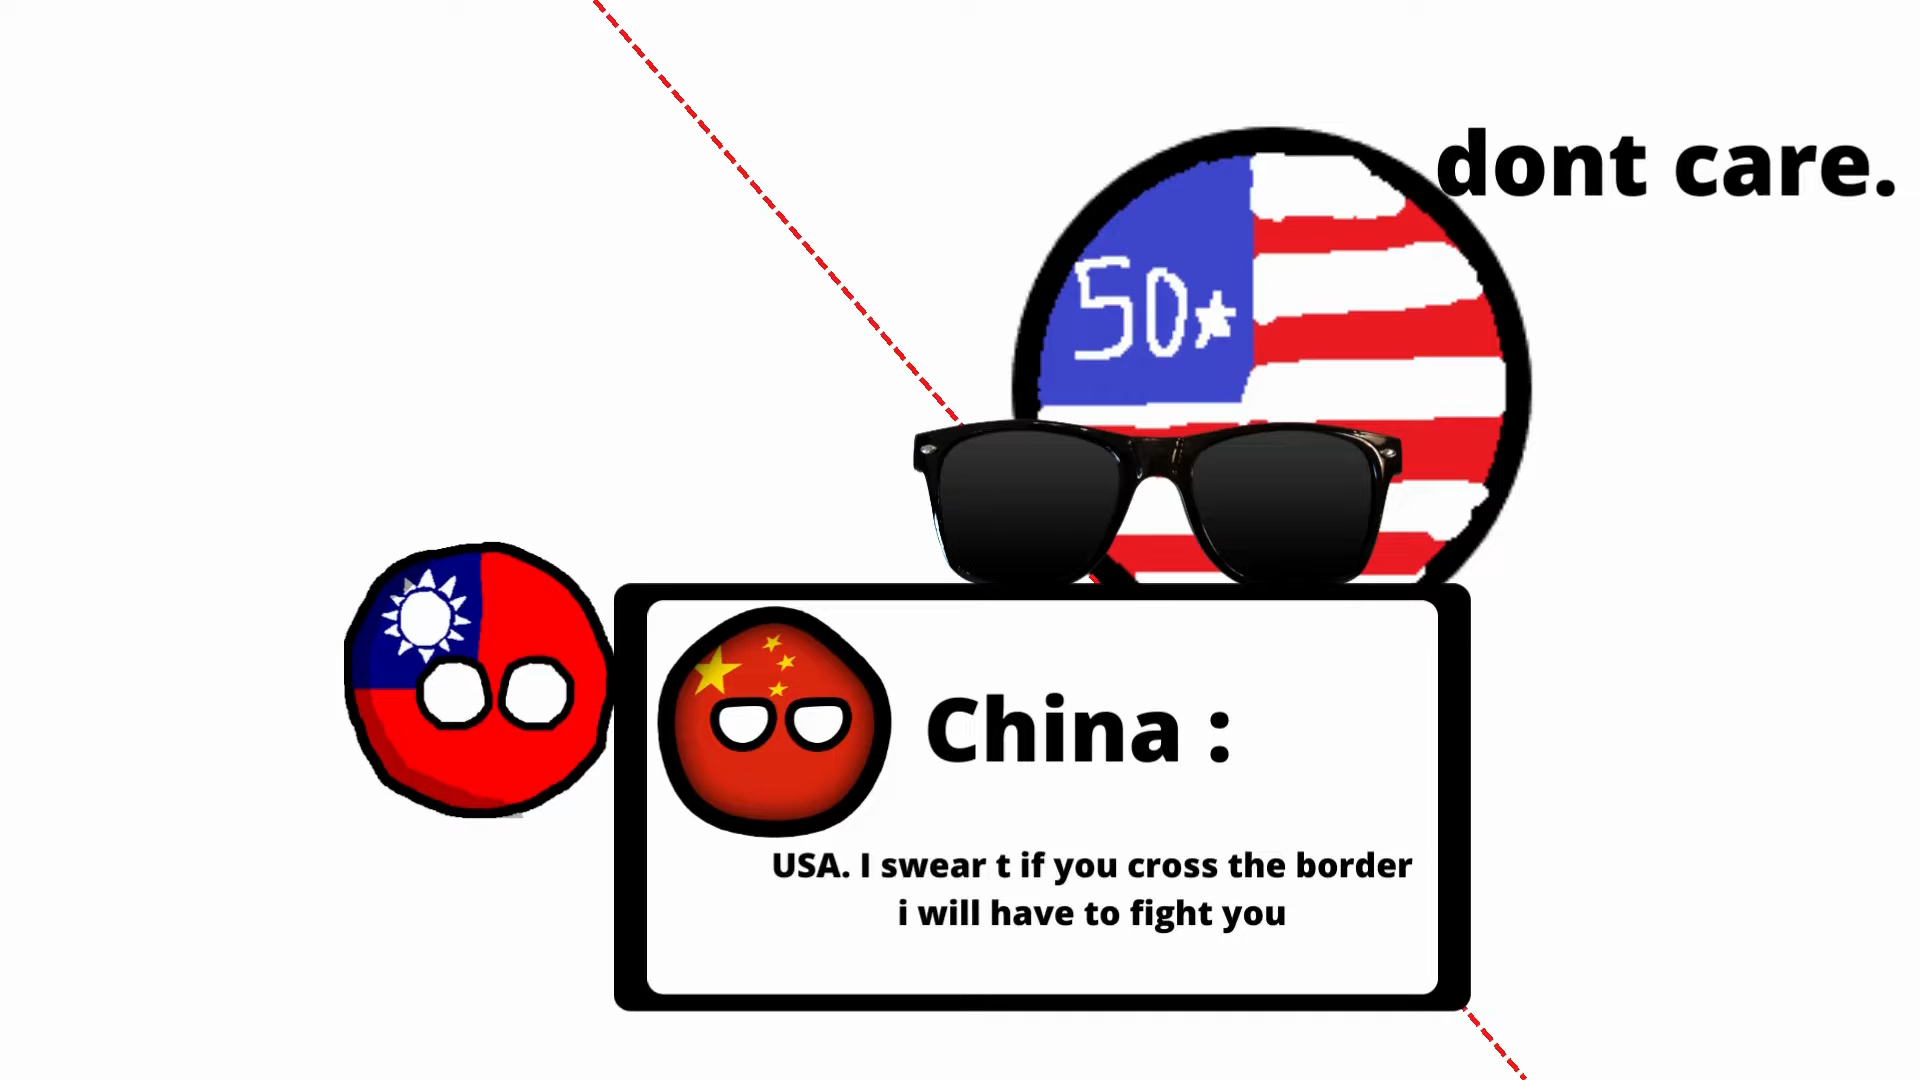 dont care.
50
China :
USA. I swear t if you cross the border
i will have to fight you